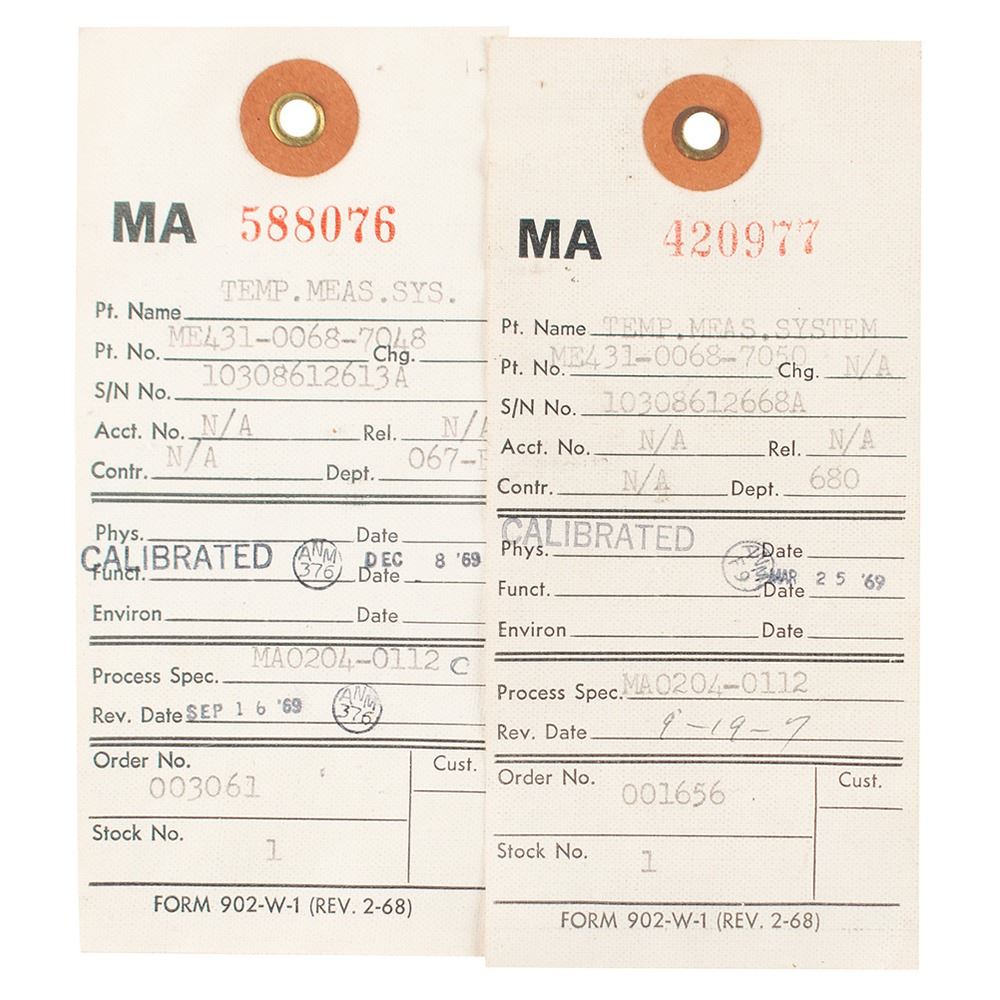 MA 588076
Pt. Name TEMP.MEAS.SYS.
Pt. No. ME431-0068-7048 Chg.
S/N No. 10308612613A
Acct. No. N/A Rel. N/
Contr. N/A Dept. 067-
Phys. Date
CALIBRATED ANM 376 DEC 8 '69
Funct. Date
Environ Date
Process Spec. MA0204-0112 C
Rev. Date SEP 16 '69 ANM 376
Order No. Cust.
003061
Stock No.
1
FORM 902-W-1 (REV. 2-68)
MA 420977
Pt. Name TEMP.MEAS.SYSTEM
Pt. No. ME431-0068-7050 Chg. N/A
S/N No. 10308612668A
Acct. No. N/A Rel. N/A
Contr. N/A Dept. 680
CALIBRATED
Phys. Date
ANM F9 MAR 25 '69
Funct. Date
Environ Date
Process Spec. MA0204-0112
Rev. Date 9-19-7
Order No. Cust.
001656
Stock No.
1
FORM 902-W-1 (REV. 2-68)